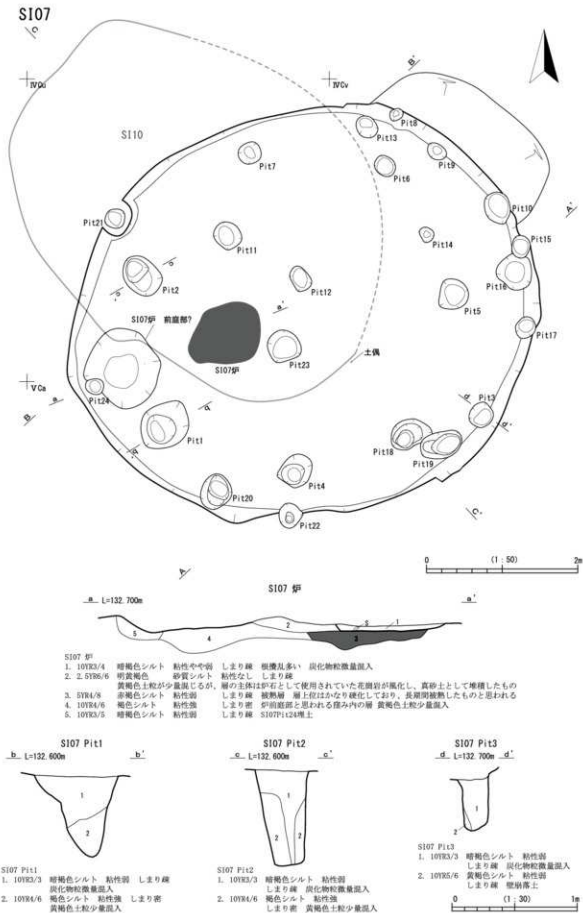 SI07
C
IVCu
IVCv
B'
SI10
Pit8
Pit13
Pit9
Pit7
Pit6
Pit10
A'
Pit21
Pit15
Pit14
Pit11
Pit16
c
Pit2
Pit12
c'
a'
Pit5
SI07炉 前庭部?
Pit17
Pit23
土偶
SI07炉
VCa
Pit24
a
B
Pit3
d
b'
d'
Pit1
Pit18
b
Pit19
Pit4
Pit20
Pit22
C'
A
0 (1 : 50) 2m
SI07 炉
a L=132.700m a'
5 4 2 3 5 1
SI07 炉
1. 10YR3/4 暗褐色シルト 粘性やや弱 しまり疎 根攪乱多い 炭化物粒微量混入
2. 2.5YR6/6 明黄褐色 砂質シルト 粘性なし しまり疎
黄褐色土粒が少量混じるが、層の主体は炉石として使用されていた花崗岩が風化し、真砂土として堆積したもの
3. 5YR4/8 赤褐色シルト 粘性弱 しまり疎 被熱層 層上位はかなり硬化しており、長期間被熱したものと思われる
4. 10YR4/6 褐色シルト 粘性強 しまり密 炉前庭部と思われる窪み内の層 黄褐色土粒少量混入
5. 10YR3/5 暗褐色シルト 粘性弱 しまり疎 SI07Pit24埋土
SI07 Pit1
b L=132.600m b'
1
2
SI07 Pit1
1. 10YR3/3 暗褐色シルト 粘性弱 しまり疎
炭化物粒微量混入
2. 10YR4/6 褐色シルト 粘性強 しまり密
黄褐色土粒少量混入
SI07 Pit2
c L=132.600m c'
1
2 2
SI07 Pit2
1. 10YR3/3 暗褐色シルト 粘性弱
しまり疎 炭化物粒微量混入
2. 10YR4/6 褐色シルト 粘性強
しまり密 黄褐色土粒少量混入
SI07 Pit3
d L=132.700m d'
1
2
SI07 Pit3
1. 10YR3/3 暗褐色シルト 粘性弱
しまり疎 炭化物粒微量混入
2. 10YR5/6 黄褐色シルト 粘性弱
しまり疎 壁崩落土
0 (1 : 30) 1m